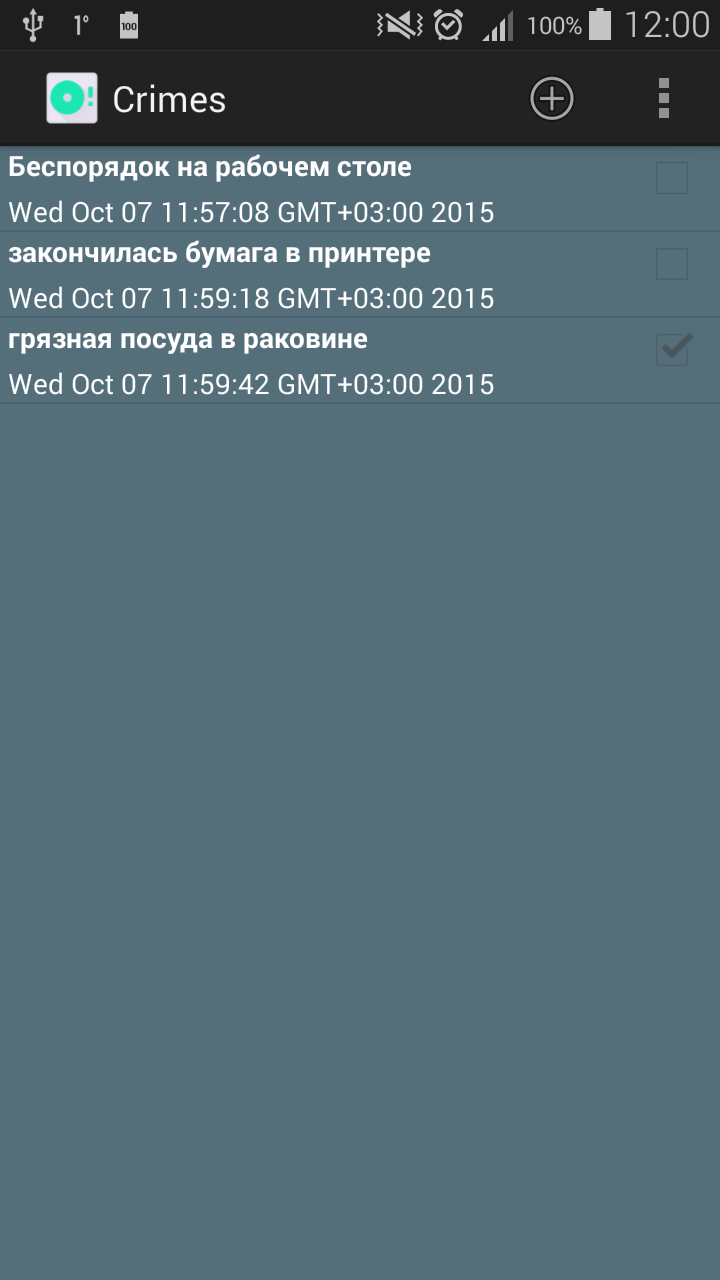 1°
100
100%
12:00
Crimes
Беспорядок на рабочем столе
Wed Oct 07 11:57:08 GMT+03:00 2015
закончилась бумага в принтере
Wed Oct 07 11:59:18 GMT+03:00 2015
грязная посуда в раковине
Wed Oct 07 11:59:42 GMT+03:00 2015